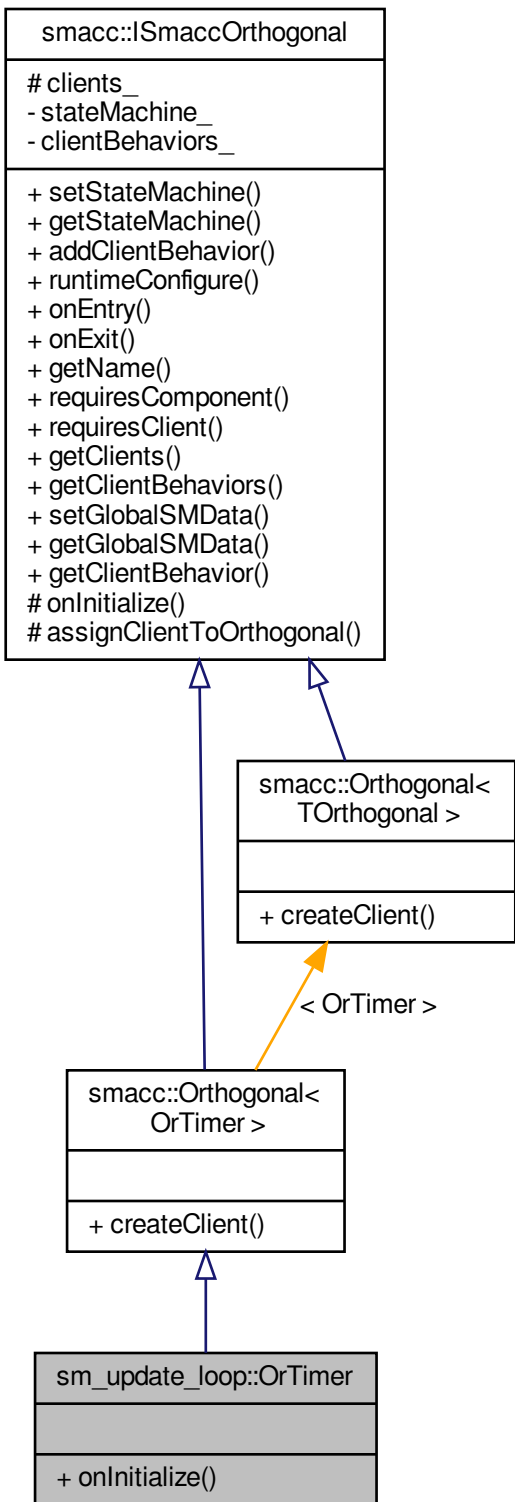 smacc::ISmaccOrthogonal
# clients_
- stateMachine_
- clientBehaviors_
+ setStateMachine()
+ getStateMachine()
+ addClientBehavior()
+ runtimeConfigure()
+ onEntry()
+ onExit()
+ getName()
+ requiresComponent()
+ requiresClient()
+ getClients()
+ getClientBehaviors()
+ setGlobalSMData()
+ getGlobalSMData()
+ getClientBehavior()
# onInitialize()
# assignClientToOrthogonal()
smacc::Orthogonal<
TOrthogonal >
+ createClient()
< OrTimer >
smacc::Orthogonal<
OrTimer >
+ createClient()
sm_update_loop::OrTimer
+ onInitialize()